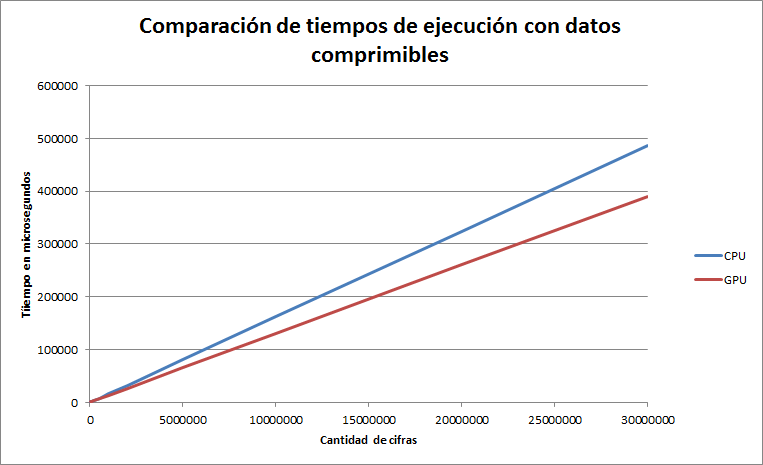 Comparación de tiempos de ejecución con datos
comprimibles
600000
500000
400000
300000
200000
100000
0
Tiiempo en microsegundos
0 5000000 10000000 15000000 20000000 25000000 30000000
Cantidad de cifras
CPU
GPU